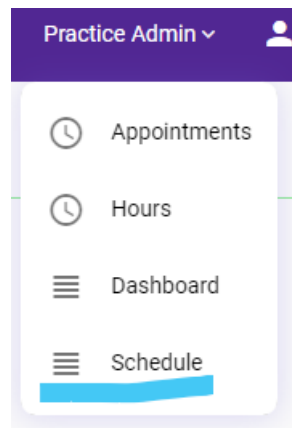 Practice Admin
Appointments
Hours
Dashboard
Schedule